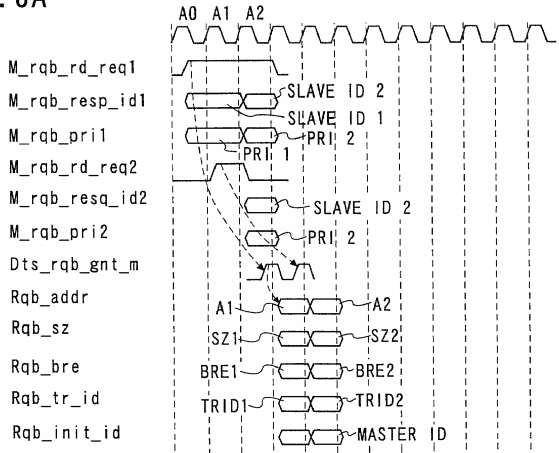 6A
A0 A1 A2
M_rqb_rd_req1
M_rqb_resp_id1
SLAVE ID 2
SLAVE ID 1
M_rqb_pri1
PRI 2
PRI 1
M_rqb_rd_req2
M_rqb_resq_id2
SLAVE ID 2
M_rqb_pri2
PRI 2
Dts_rqb_gnt_m
Rqb_addr
A1
A2
Rqb_sz
SZ1
SZ2
Rqb_bre
BRE1
BRE2
Rqb_tr_id
TRID1
TRID2
Rqb_init_id
MASTER ID